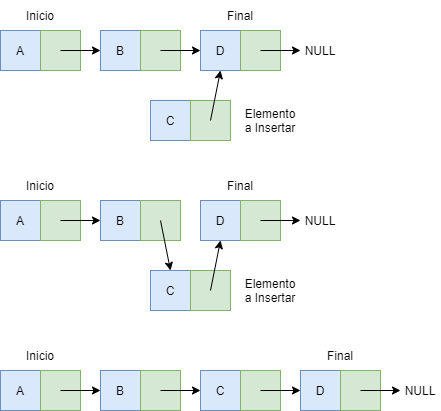 Inicio Final
A B D NULL
C Elemento
a Insertar
Inicio Final
A B D NULL
C Elemento
a Insertar
Inicio Final
A B C D NULL